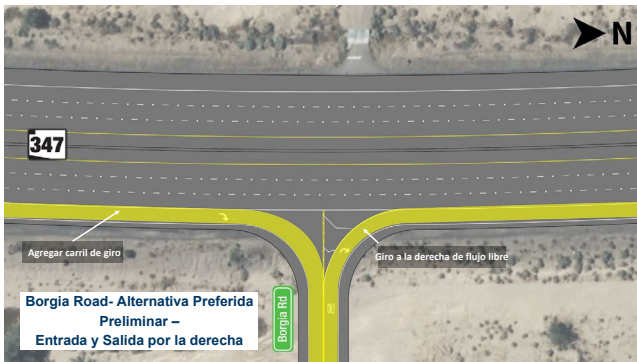 N
347
Agregar carril de giro
Giro a la derecha de flujo libre
Borgia Road- Alternativa Preferida
Preliminar –
Entrada y Salida por la derecha
Borgia Rd